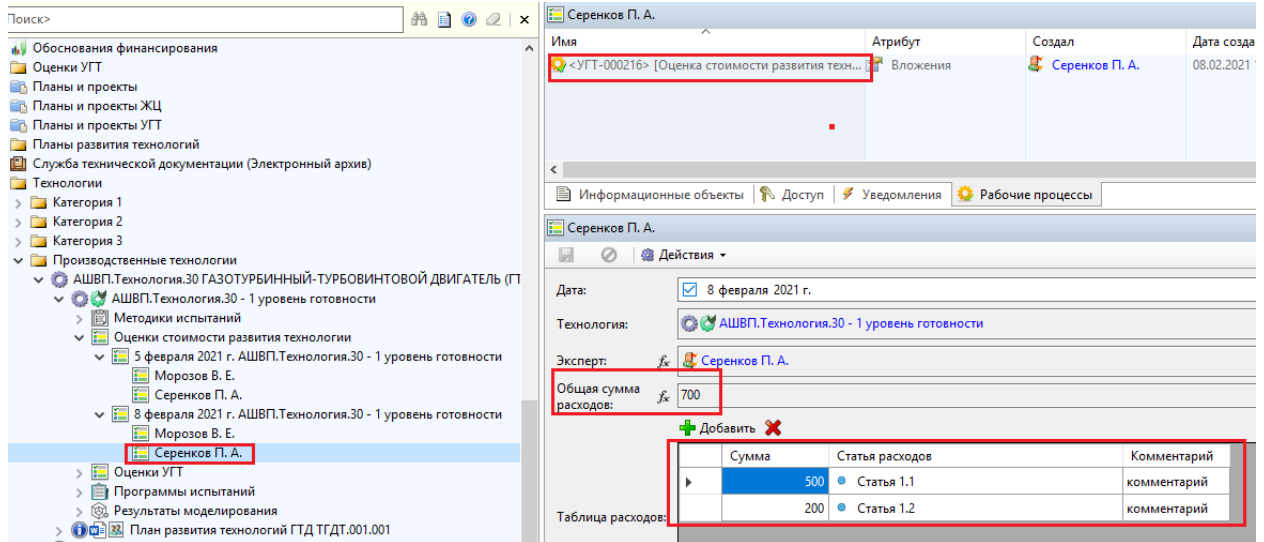 Поиск>
Обоснования финансирования
Оценки УГТ
Планы и проекты
Планы и проекты ЖЦ
Планы и проекты УГТ
Планы развития технологий
Служба технической документации (Электронный архив)
Технологии
Категория 1
Категория 2
Категория 3
Производственные технологии
АШВП.Технология.30 ГАЗОТУРБИННЫЙ-ТУРБОВИНТОВОЙ ДВИГАТЕЛЬ (ГТ
АШВП.Технология.30 - 1 уровень готовности
Методики испытаний
Оценки стоимости развития технологии
5 февраля 2021 г. АШВП.Технология.30 - 1 уровень готовности
Морозов В. Е.
Серенков П. А.
8 февраля 2021 г. АШВП.Технология.30 - 1 уровень готовности
Морозов В. Е.
Серенков П. А.
Оценки УГТ
Программы испытаний
Результаты моделирования
План развития технологий ГТД ТГДТ.001.001
Серенков П. А.
Имя Атрибут Создал Дата созда
<УГТ-000216> [Оценка стоимости развития техн... Вложения Серенков П. А. 08.02.2021
Информационные объекты Доступ Уведомления Рабочие процессы
Серенков П. А.
Действия
Дата: 8 февраля 2021 г.
Технология: АШВП.Технология.30 - 1 уровень готовности
Эксперт: fx Серенков П. А.
Общая сумма расходов: fx 700
Добавить
Сумма Статья расходов Комментарий
500 Статья 1.1 комментарий
200 Статья 1.2 комментарий
Таблица расходов: